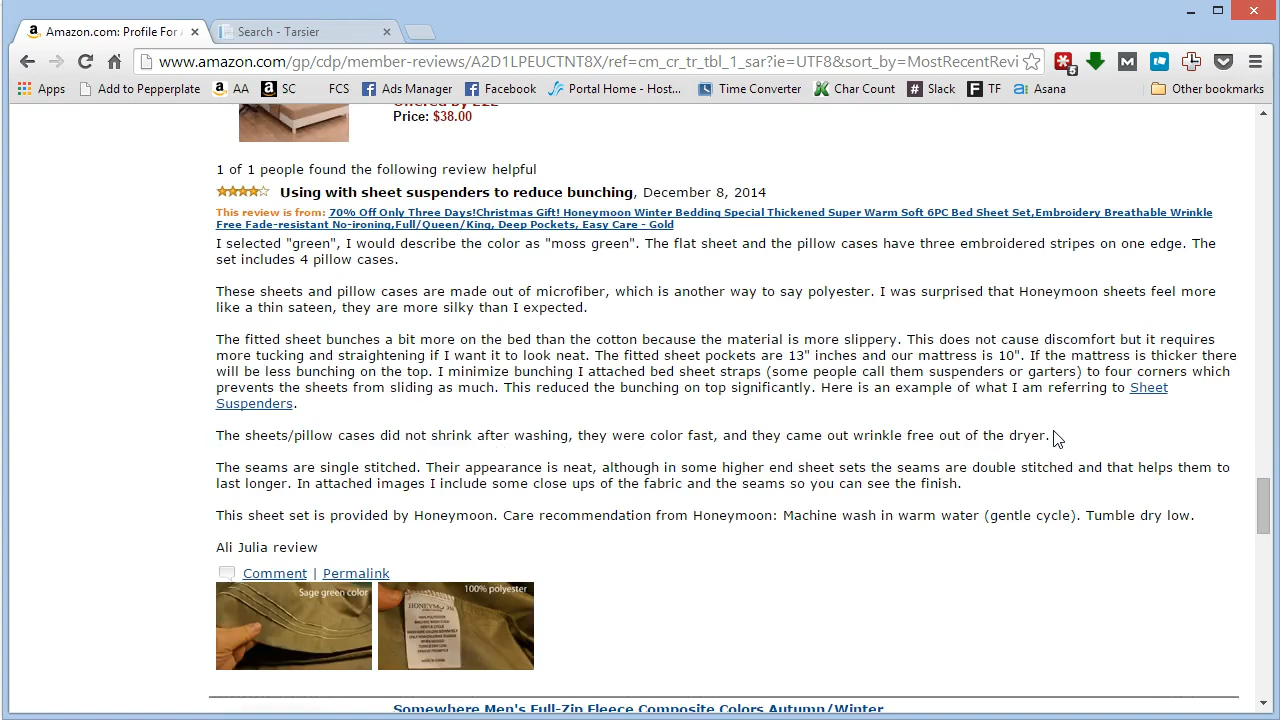 Amazon.com: Profile For
Search - Tarsier
www.amazon.com/gp/cdp/member-reviews/A2D1LPEUCTNT8X/ref=cm_cr_tr_tbl_1_sar?ie=UTF8&sort_by=MostRecentRevi
5 M
Apps Add to Pepperplate AA SC FCS Ads Manager Facebook Portal Home - Host... Time Converter Char Count Slack TF Asana Other bookmarks
Offered by
Price: $38.00
1 of 1 people found the following review helpful
Using with sheet suspenders to reduce bunching, December 8, 2014
This review is from: 70% Off Only Three Days!Christmas Gift! Honeymoon Winter Bedding Special Thickened Super Warm Soft 6PC Bed Sheet Set,Embroidery Breathable Wrinkle
Free Fade-resistant No-ironing,Full/Queen/King, Deep Pockets, Easy Care - Gold
I selected "green", I would describe the color as "moss green". The flat sheet and the pillow cases have three embroidered stripes on one edge. The
set includes 4 pillow cases.
These sheets and pillow cases are made out of microfiber, which is another way to say polyester. I was surprised that Honeymoon sheets feel more
like a thin sateen, they are more silky than I expected.
The fitted sheet bunches a bit more on the bed than the cotton because the material is more slippery. This does not cause discomfort but it requires
more tucking and straightening if I want it to look neat. The fitted sheet pockets are 13" inches and our mattress is 10". If the mattress is thicker there
will be less bunching on the top. I minimize bunching I attached bed sheet straps (some people call them suspenders or garters) to four corners which
prevents the sheets from sliding as much. This reduced the bunching on top significantly. Here is an example of what I am referring to Sheet
Suspenders.
The sheets/pillow cases did not shrink after washing, they were color fast, and they came out wrinkle free out of the dryer.
The seams are single stitched. Their appearance is neat, although in some higher end sheet sets the seams are double stitched and that helps them to
last longer. In attached images I include some close ups of the fabric and the seams so you can see the finish.
This sheet set is provided by Honeymoon. Care recommendation from Honeymoon: Machine wash in warm water (gentle cycle). Tumble dry low.
Ali Julia review
Comment | Permalink
Sage green color
100% polyester
Somewhere Men's Full-Zip Fleece Composite Colors Autumn/Winter